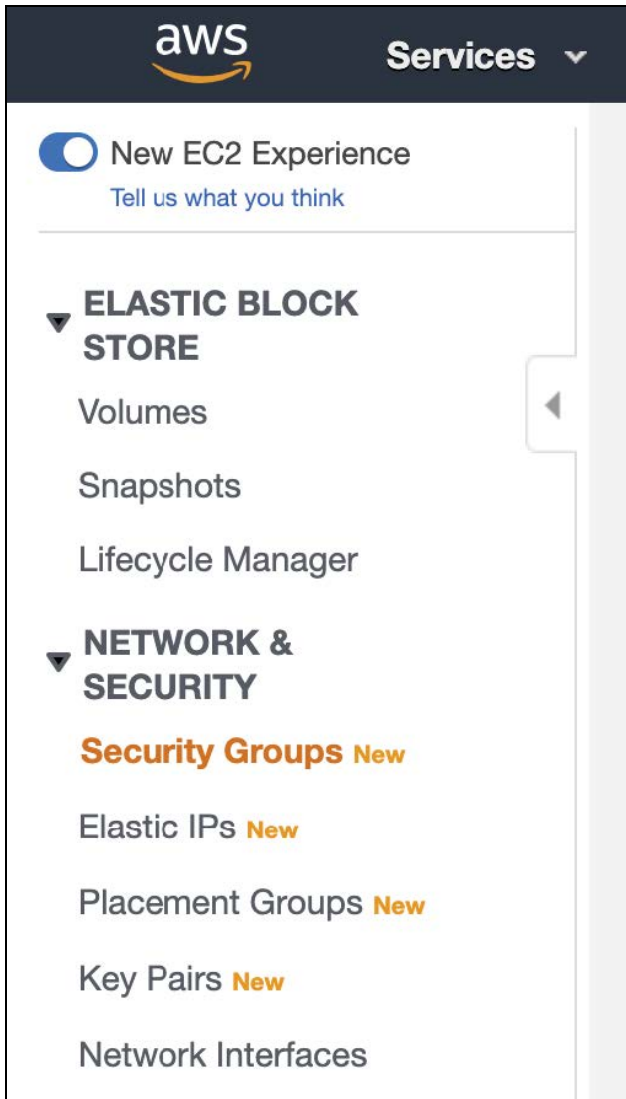 aws
Services
New EC2 Experience
Tell us what you think
ELASTIC BLOCK
STORE
Volumes
Snapshots
Lifecycle Manager
NETWORK &
SECURITY
Security Groups New
Elastic IPs New
Placement Groups New
Key Pairs New
Network Interfaces